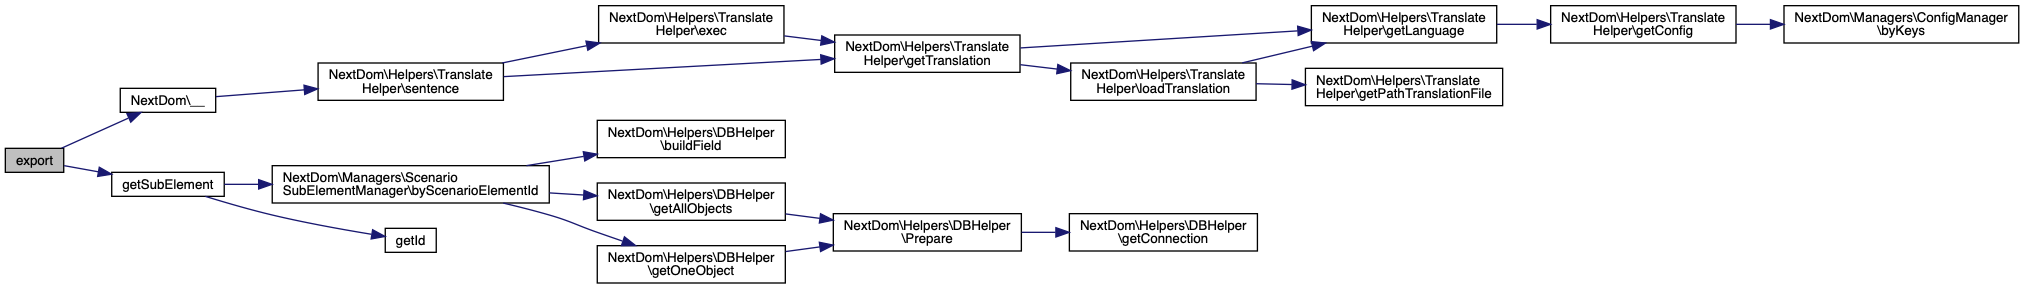 export
NextDom\__
NextDom\Helpers\Translate
Helper\sentence
NextDom\Helpers\Translate
Helper\exec
NextDom\Helpers\Translate
Helper\getTranslation
NextDom\Helpers\Translate
Helper\getLanguage
NextDom\Helpers\Translate
Helper\getConfig
NextDom\Managers\ConfigManager
\byKeys
NextDom\Helpers\Translate
Helper\loadTranslation
NextDom\Helpers\Translate
Helper\getPathTranslationFile
getSubElement
NextDom\Managers\Scenario
SubElementManager\byScenarioElementId
getId
NextDom\Helpers\DBHelper
\buildField
NextDom\Helpers\DBHelper
\getAllObjects
NextDom\Helpers\DBHelper
\getOneObject
NextDom\Helpers\DBHelper
\Prepare
NextDom\Helpers\DBHelper
\getConnection